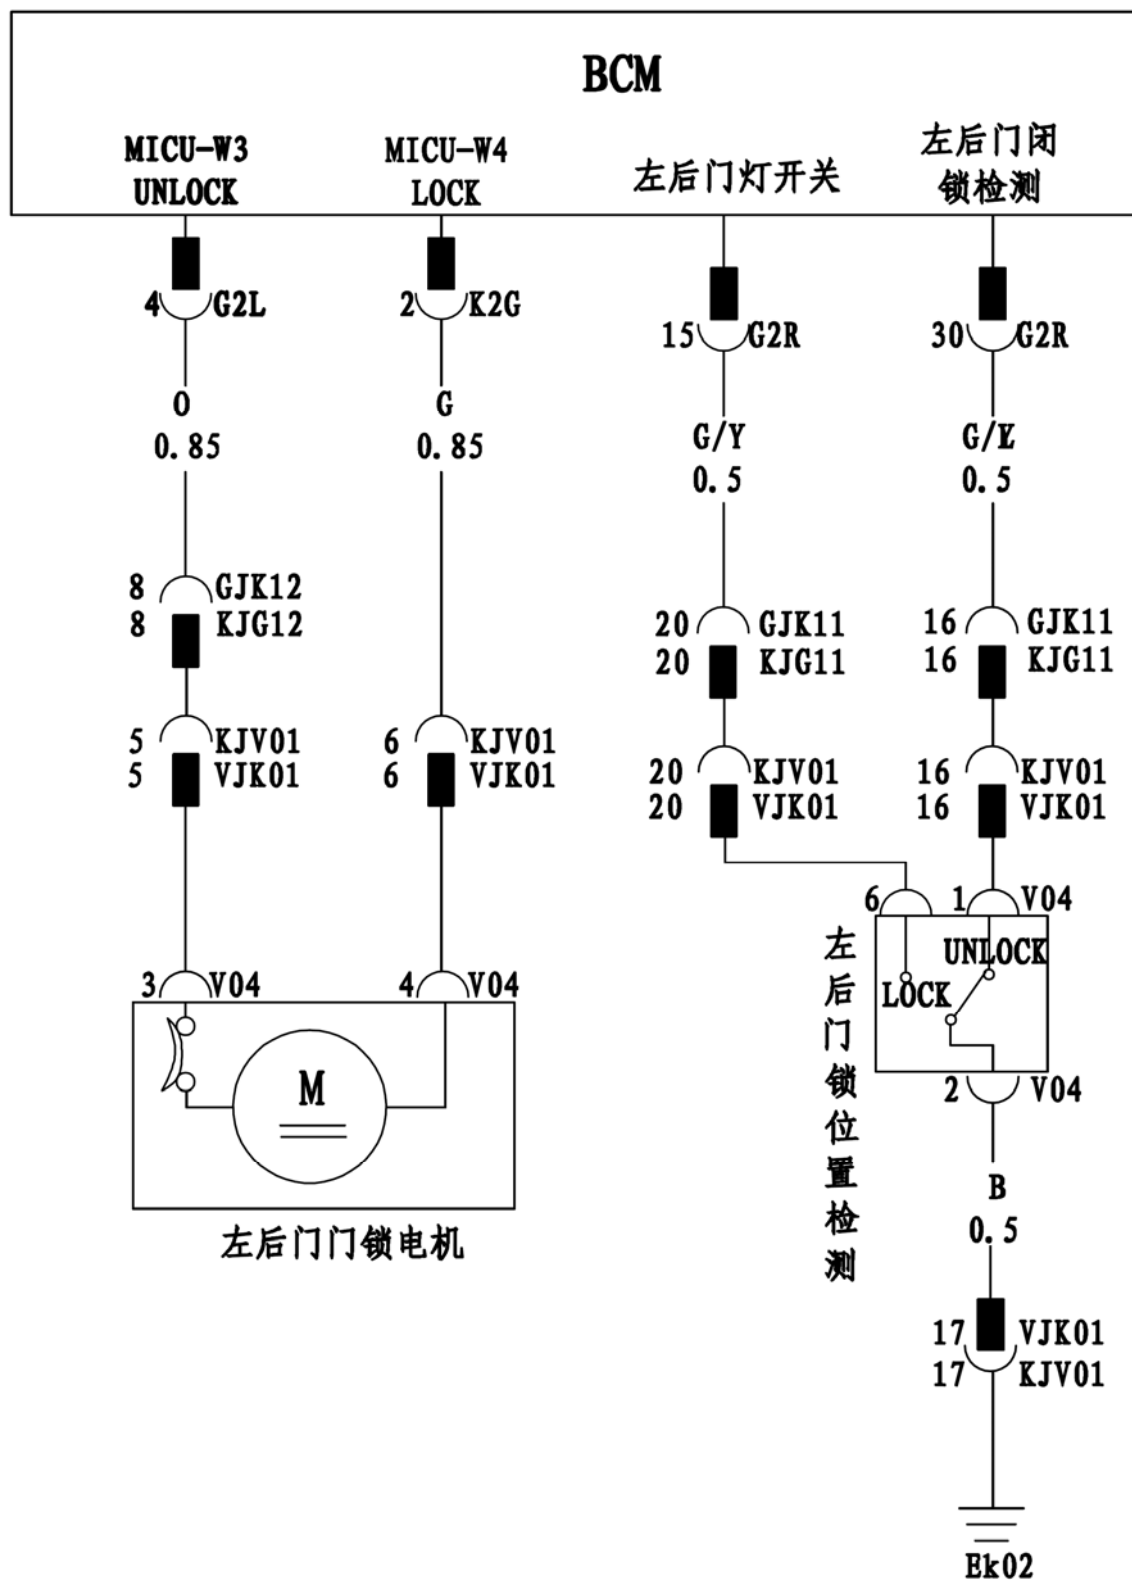 BCM
MICU-W3
UNLOCK
MICU-W4
LOCK
左后门灯开关
左后门闭
锁检测
4 G2L
2 K2G
15 G2R
30 G2R
O
0.85
G
0.85
G/Y
0.5
0.5
8 GJK12
8 KJG12
20 GJK11
20 KJG11
16 GJK11
16 KJG11
5 KJV01
5 VJK01
6 KJV01
6 VJK01
20 KJV01
20 VJK01
16 KJV01
16 VJK01
6
1 V04
UNLOCK
LOCK
左后门锁位置检测
2 V04
3 V04
4 V04
M
左后门门锁电机
B
0.5
17 VJK01
17 KJV01
Ek02